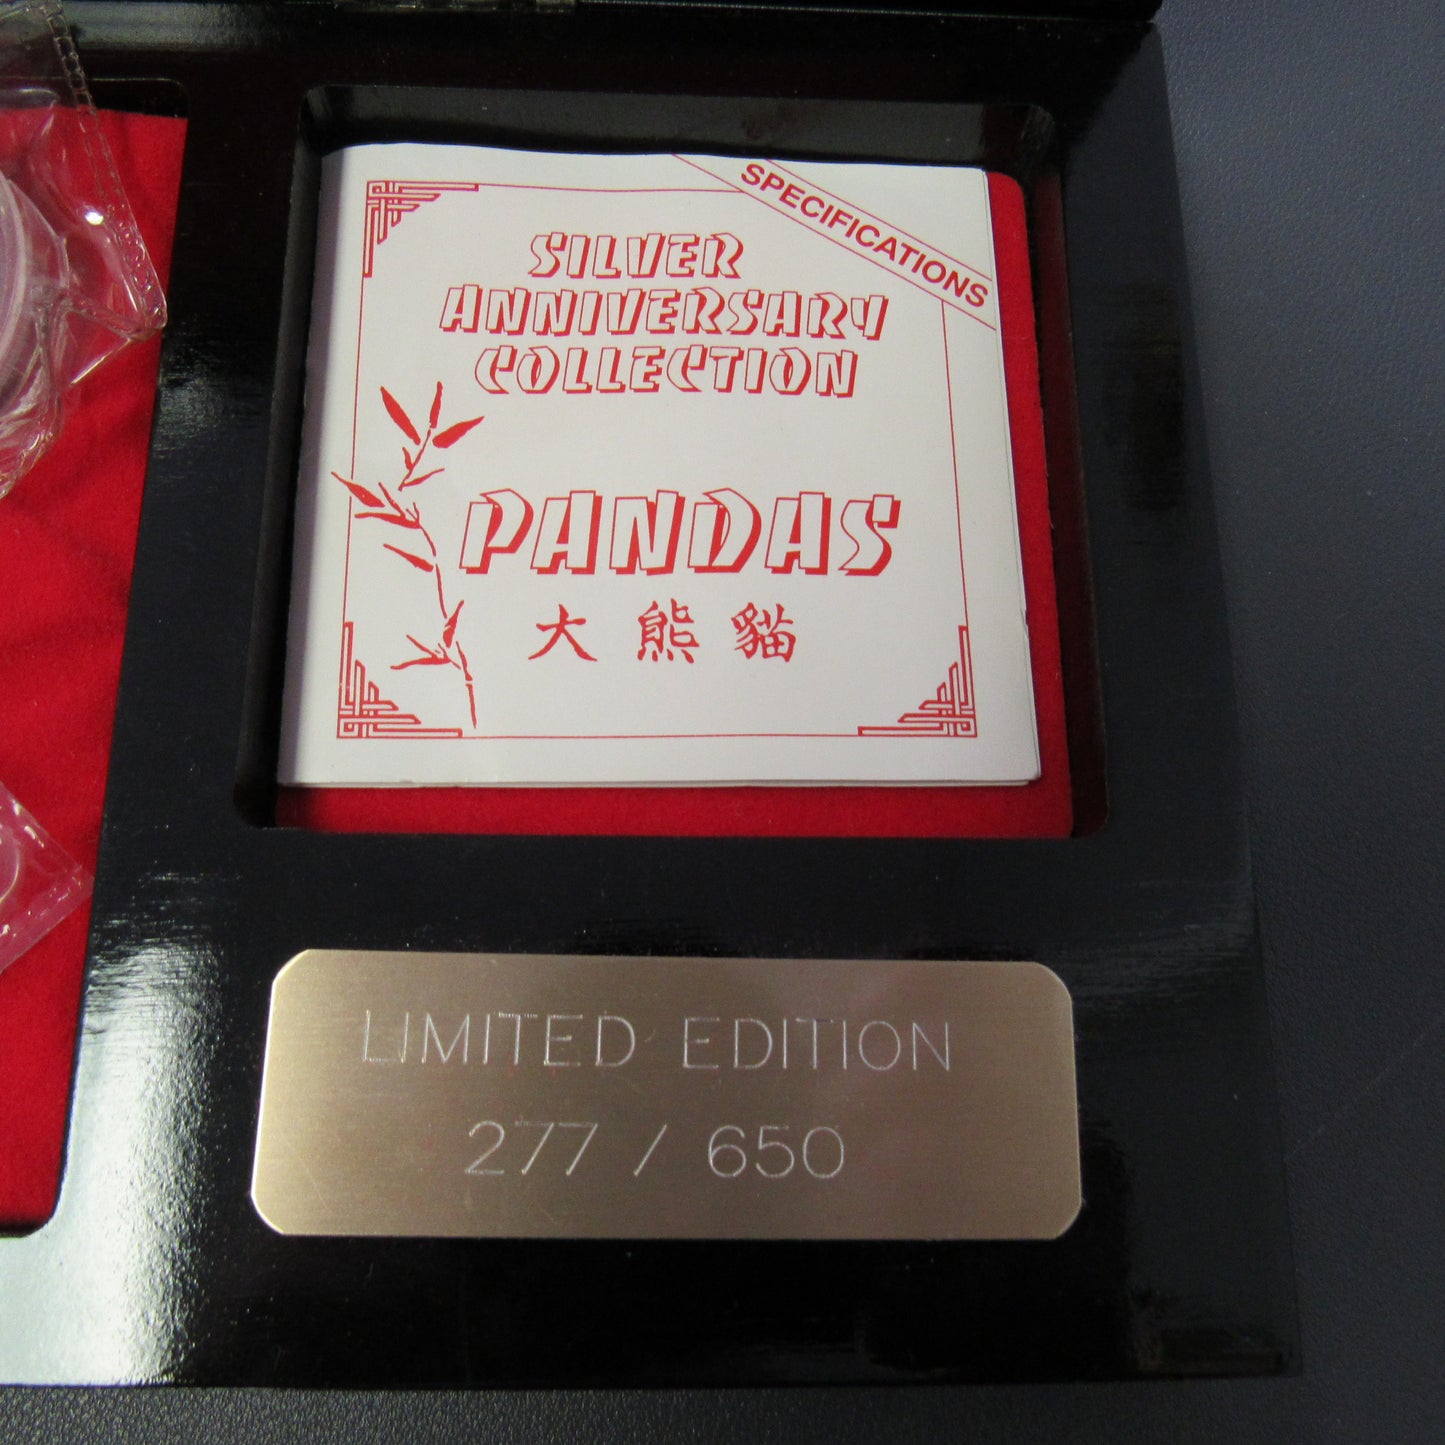 SPECIFICATIONS
SILVER
ANNIVERSARY
COLLECTION
PANDAS
大熊貓
LIMITED EDITION
277 / 650